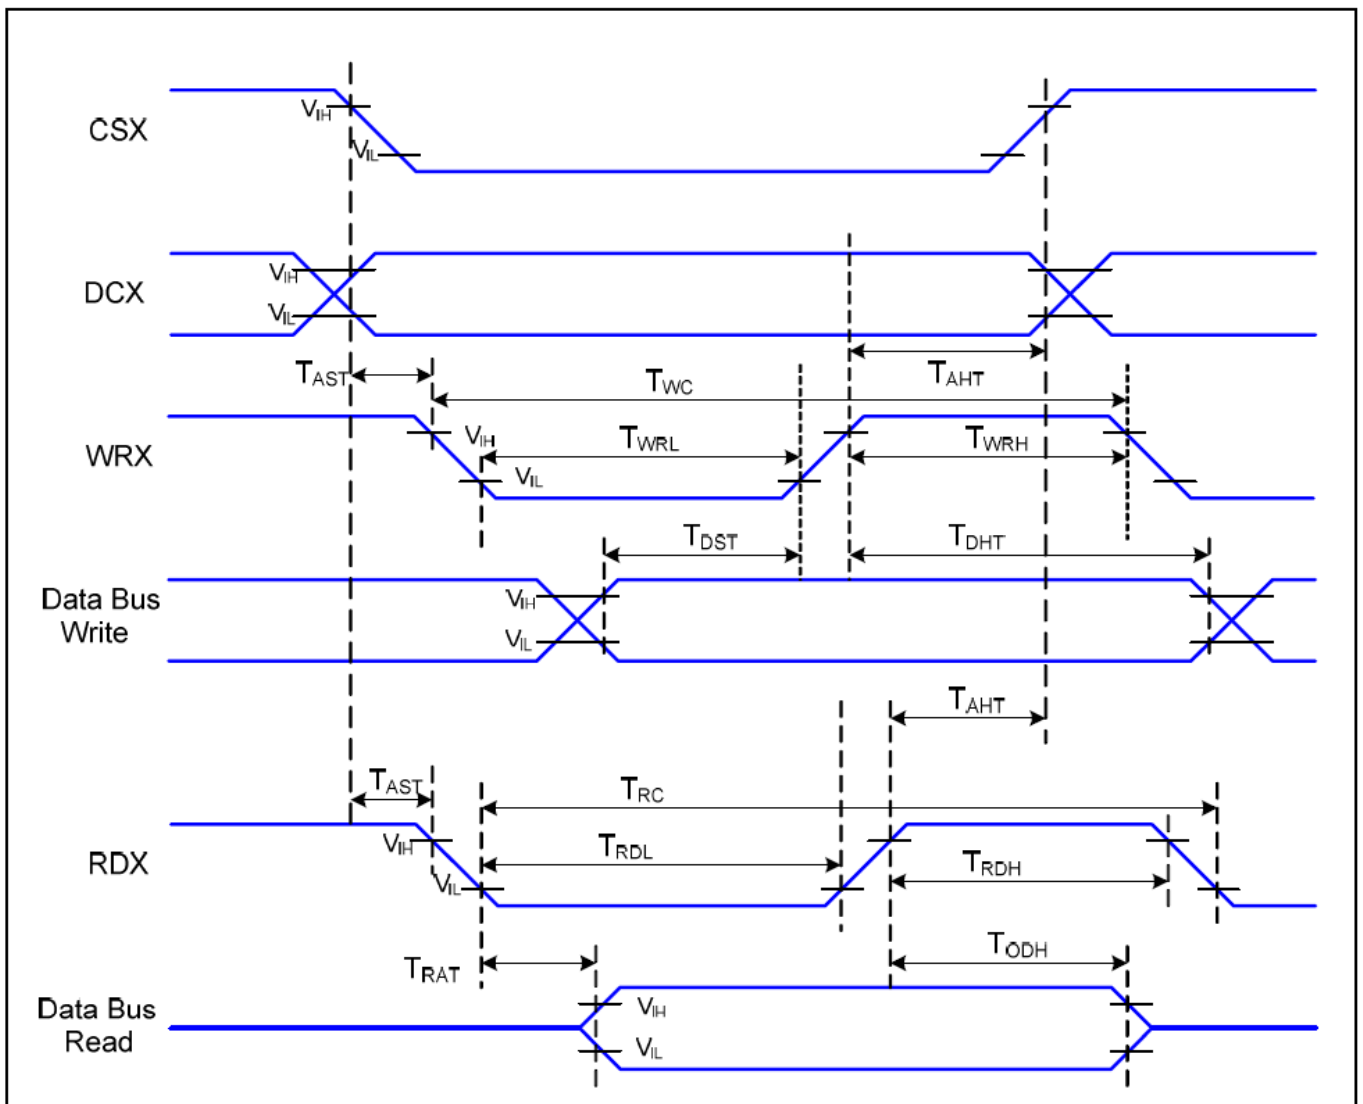 CSX
VIH
VIL
DCX
VIH
VIL
TAST
TWC
TAHT
WRX
VIH
TWRL
TWRH
VIL
TDST
TDHT
Data Bus
Write
VIH
VIL
TAHT
TAST
TRC
RDX
VIH
TRDL
TRDH
VIL
TRAT
TODH
Data Bus
Read
VIH
VIL